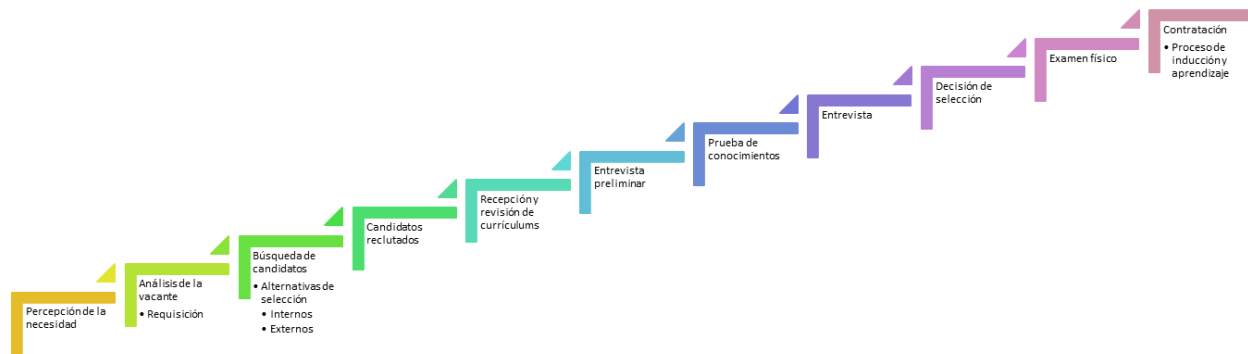 Percepción de la
necesidad
Análisis de la
vacante
• Requisición
Búsqueda de
candidatos
• Alternativas de
selección
• Internos
• Externos
Candidatos
reclutados
Recepción y
revisión de
currículums
Entrevista
preliminar
Prueba de
conocimientos
Entrevista
Decisión de
selección
Examen físico
Contratación
• Proceso de
inducción y
aprendizaje